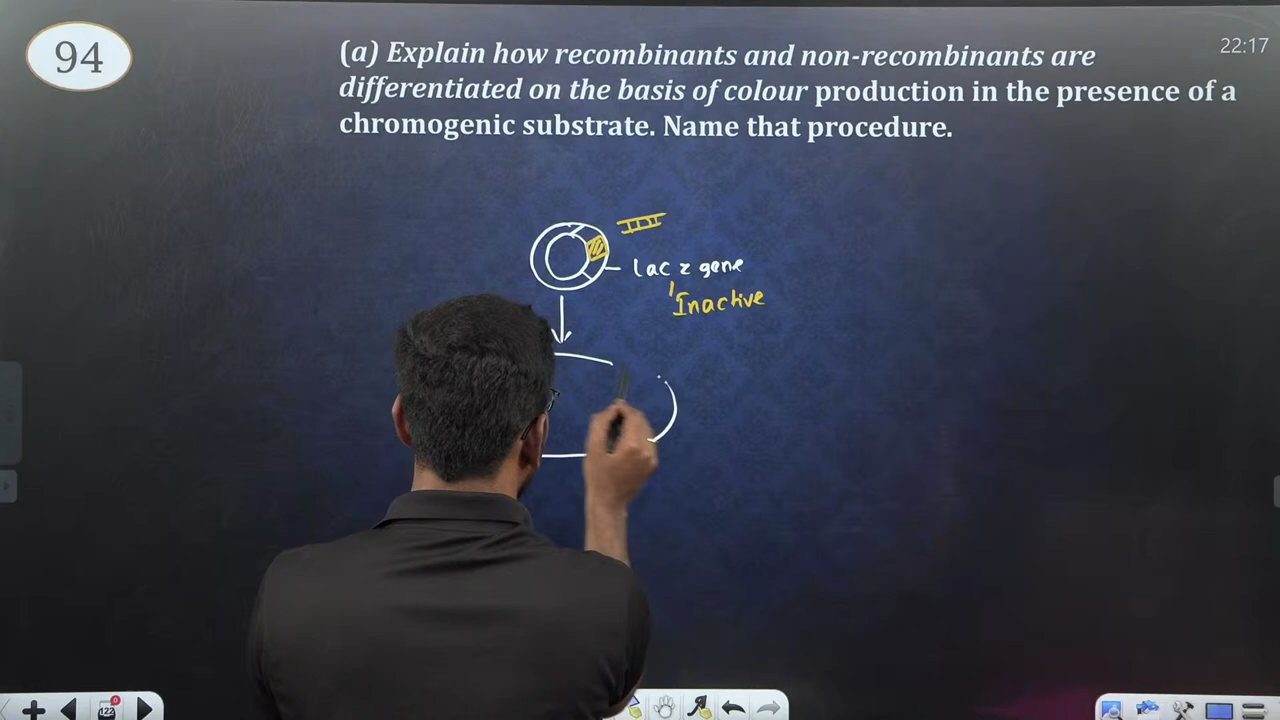 94
22:17
(a) Explain how recombinants and non-recombinants are
differentiated on the basis of colour production in the presence of a
chromogenic substrate. Name that procedure.
lac z gene
Inactive